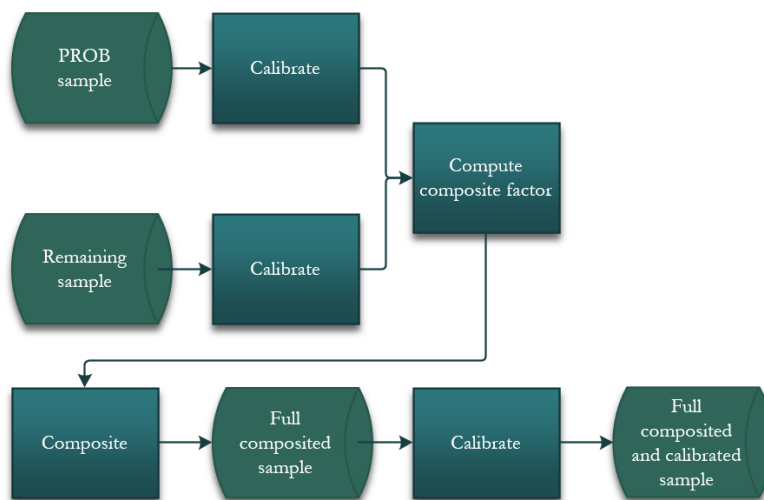 PROB
sample
Calibrate
Compute
composite factor
Remaining
sample
Calibrate
Composite
Full
composited
sample
Calibrate
Full
composited
and calibrated
sample